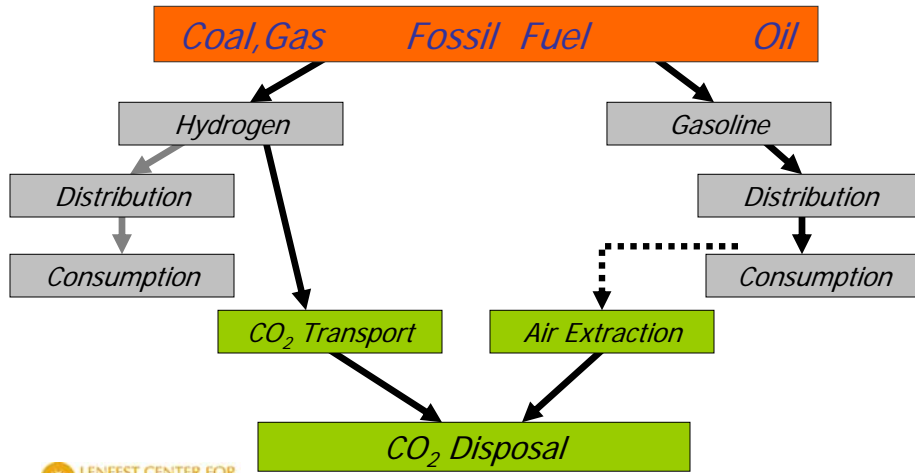 Coal, Gas Fossil Fuel Oil
Hydrogen
Gasoline
Distribution
Distribution
Consumption
Consumption
CO₂ Transport
Air Extraction
CO₂ Disposal
LENFEST CENTER FOR